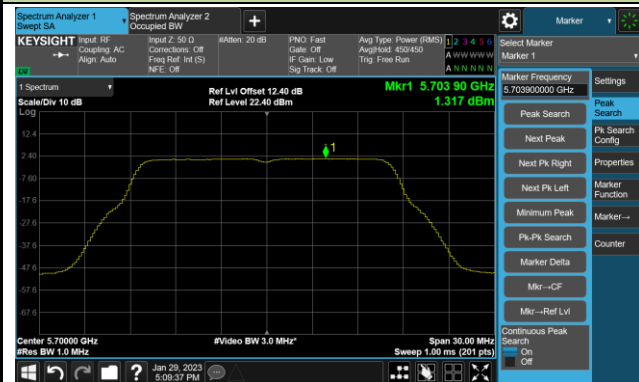 Spectrum Analyzer 1
Swept SA
Spectrum Analyzer 2
Occupied BW
Marker
KEYSIGHT
Input: RF
Coupling: AC
Align: Auto
Input Z: 50 Ω
Corrections: Off
Freq Ref: Int (S)
NFE: Off
#Atten: 20 dB
PNO: Fast
Gate: Off
IF Gain: Low
Sig Track: Off
Avg Type: Power (RMS)
Avg|Hold: 450/450
Trig: Free Run
1 2 3 4 5 6
A W W W W W
A N N N N N
LXI
Select Marker
Marker 1
1 Spectrum
Scale/Div 10 dB
Log
Ref Lvl Offset 12.40 dB
Ref Level 22.40 dBm
Mkr1 5.703 90 GHz
1.317 dBm
12.4
2.40
-7.60
-17.6
-27.6
-37.6
-47.6
-57.6
-67.6
1
Center 5.70000 GHz
#Res BW 1.0 MHz
#Video BW 3.0 MHz*
Span 30.00 MHz
Sweep 1.00 ms (201 pts)
Marker Frequency
5.703900000 GHz
Peak Search
Next Peak
Next Pk Right
Next Pk Left
Minimum Peak
Pk-Pk Search
Marker Delta
Mkr→CF
Mkr→Ref Lvl
Continuous Peak
Search
On
Off
Settings
Peak
Search
Pk Search
Config
Properties
Marker
Function
Marker→
Counter
Jan 29, 2023
5:09:37 PM